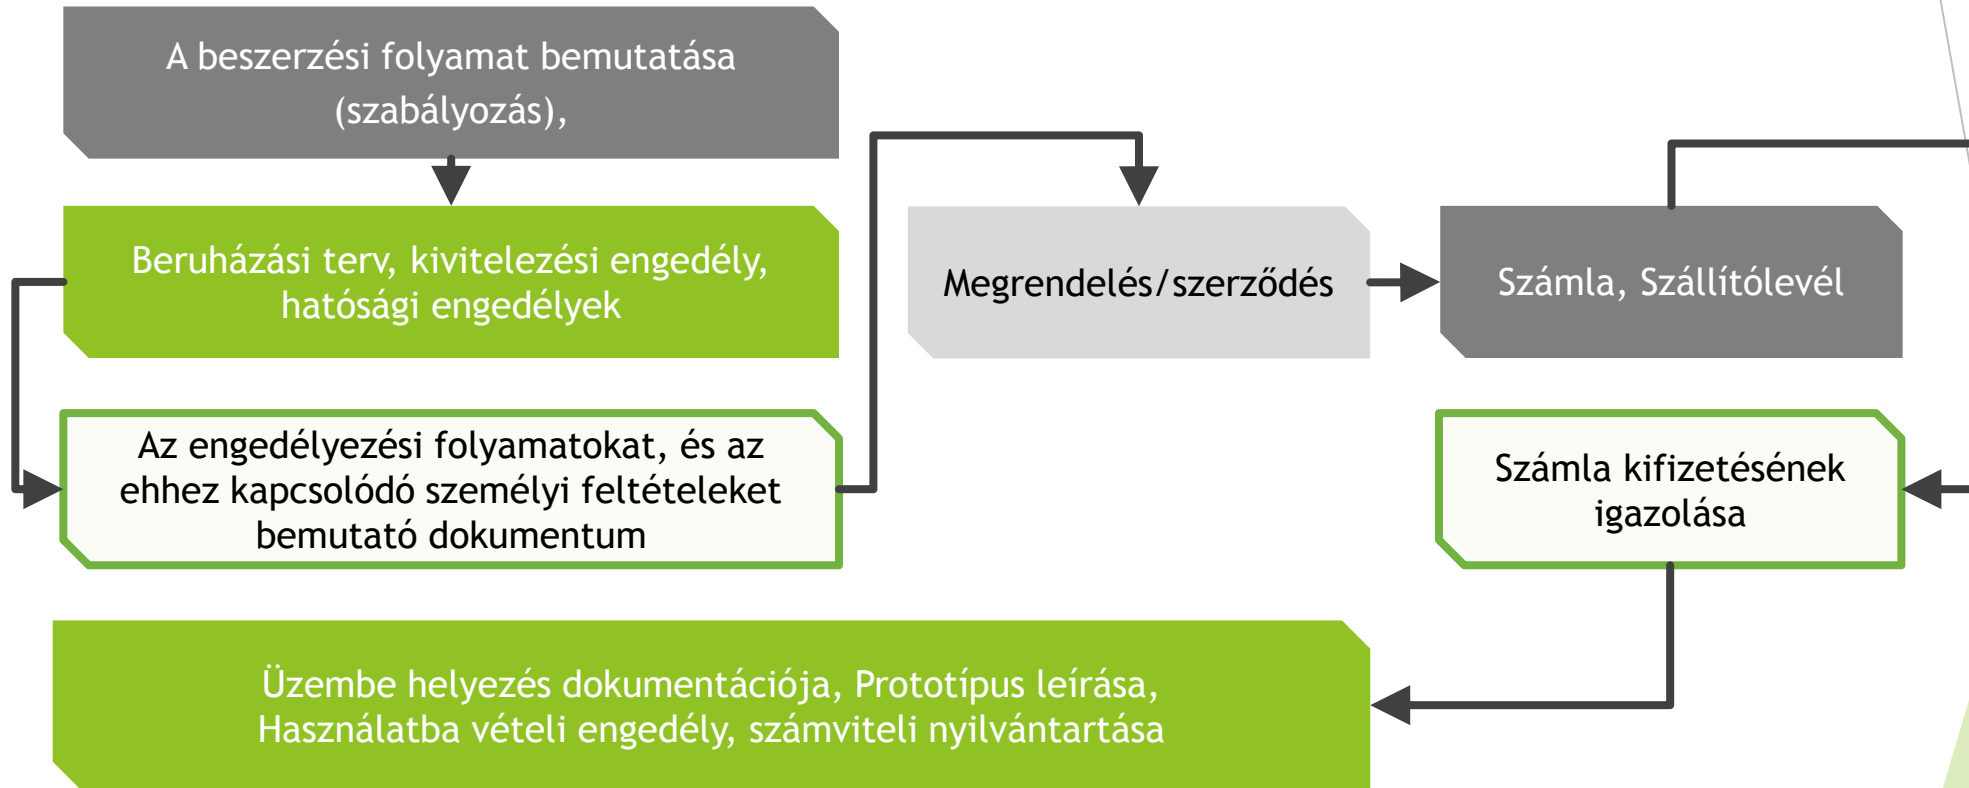 A beszerzési folyamat bemutatása
(szabályozás),
Beruházási terv, kivitelezési engedély,
hatósági engedélyek
Az engedélyezési folyamatokat, és az
ehhez kapcsolódó személyi feltételeket
bemutató dokumentum
Megrendelés/szerződés
Számla, Szállítólevél
Számla kifizetésének
igazolása
Üzembe helyezés dokumentációja, Prototípus leírása,
Használatba vételi engedély, számviteli nyilvántartása